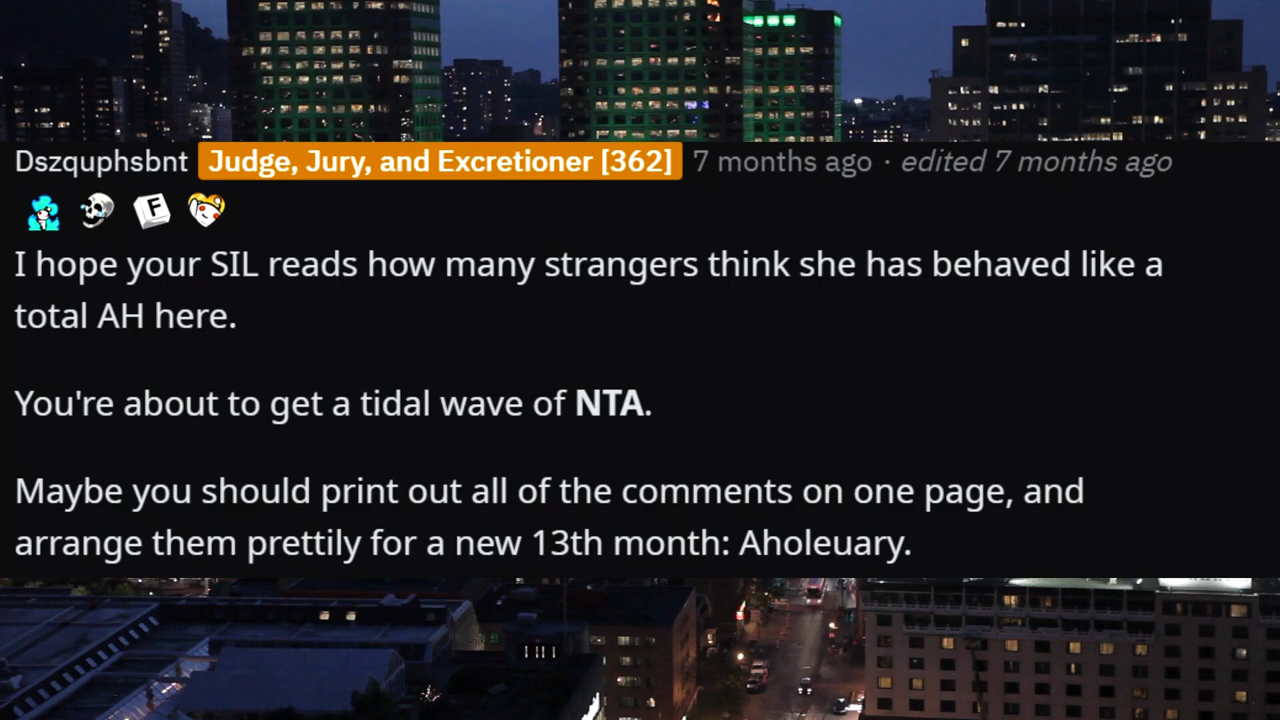 Dszquphsbnt Judge, Jury, and Excretioner [362] 7 months ago · edited 7 months ago
F
I hope your SIL reads how many strangers think she has behaved like a
total AH here.
You're about to get a tidal wave of NTA.
Maybe you should print out all of the comments on one page, and
arrange them prettily for a new 13th month: Aholeuary.